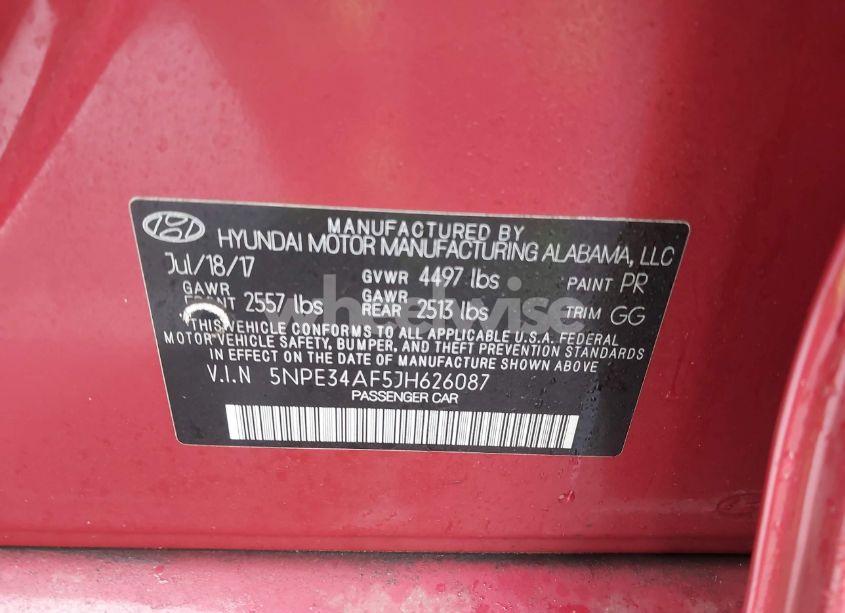 MANUFACTURED BY
HYUNDAI MOTOR MANUFACTURING ALABAMA, LLC
Jul/18/17 GVWR 4497 lbs PAINT PR
GAWR FRONT 2557 lbs GAWR REAR 2513 lbs TRIM GG
THIS VEHICLE CONFORMS TO ALL APPLICABLE U.S.A. FEDERAL
MOTOR VEHICLE SAFETY, BUMPER, AND THEFT PREVENTION STANDARDS
IN EFFECT ON THE DATE OF MANUFACTURE SHOWN ABOVE
V.I.N 5NPE34AF5JH626087
PASSENGER CAR
wheelwise